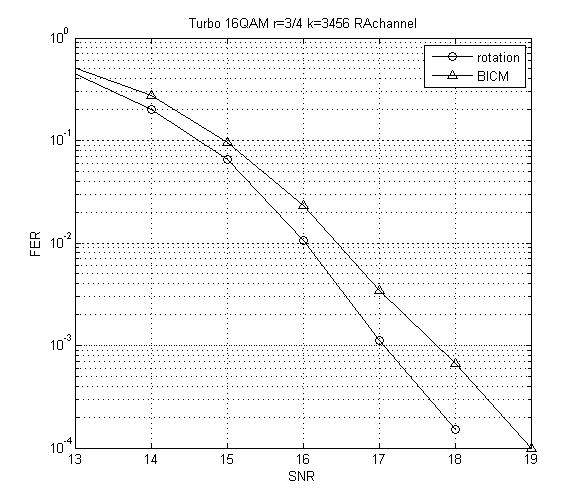 Turbo 16QAM r=3/4 k=3456 RAchannel
rotation
BICM
10^0
10^-1
10^-2
10^-3
10^-4
FER
13 14 15 16 17 18 19
SNR